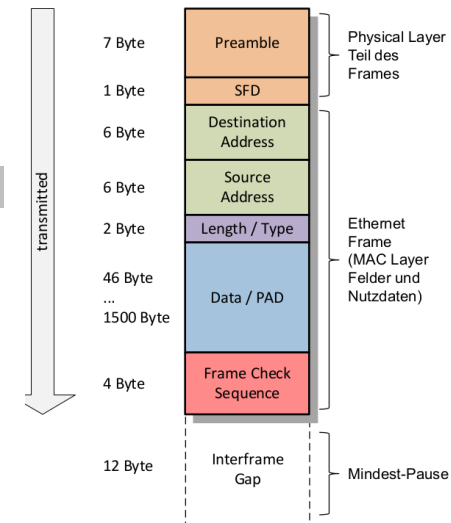 transmitted
7 Byte
Preamble
Physical Layer
Teil des
Frames
1 Byte
SFD
6 Byte
Destination
Address
6 Byte
Source
Address
2 Byte
Length / Type
Ethernet
Frame
(MAC Layer
Felder und
Nutzdaten)
46 Byte
...
1500 Byte
Data / PAD
4 Byte
Frame Check
Sequence
12 Byte
Interframe
Gap
Mindest-Pause